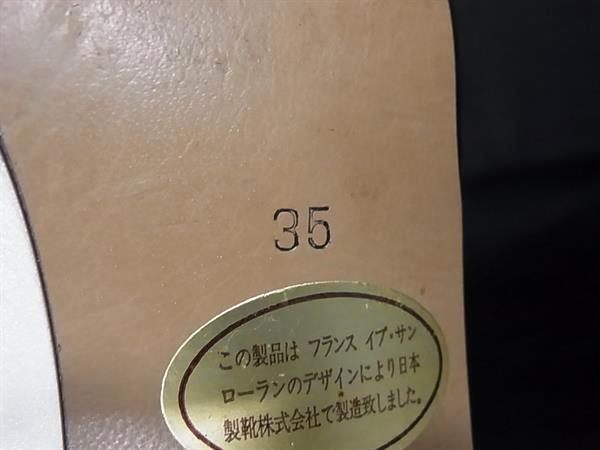 35
この製品は フランス イブ・サン
ローランのデザインにより日本
製靴株式会社で製造致しました。